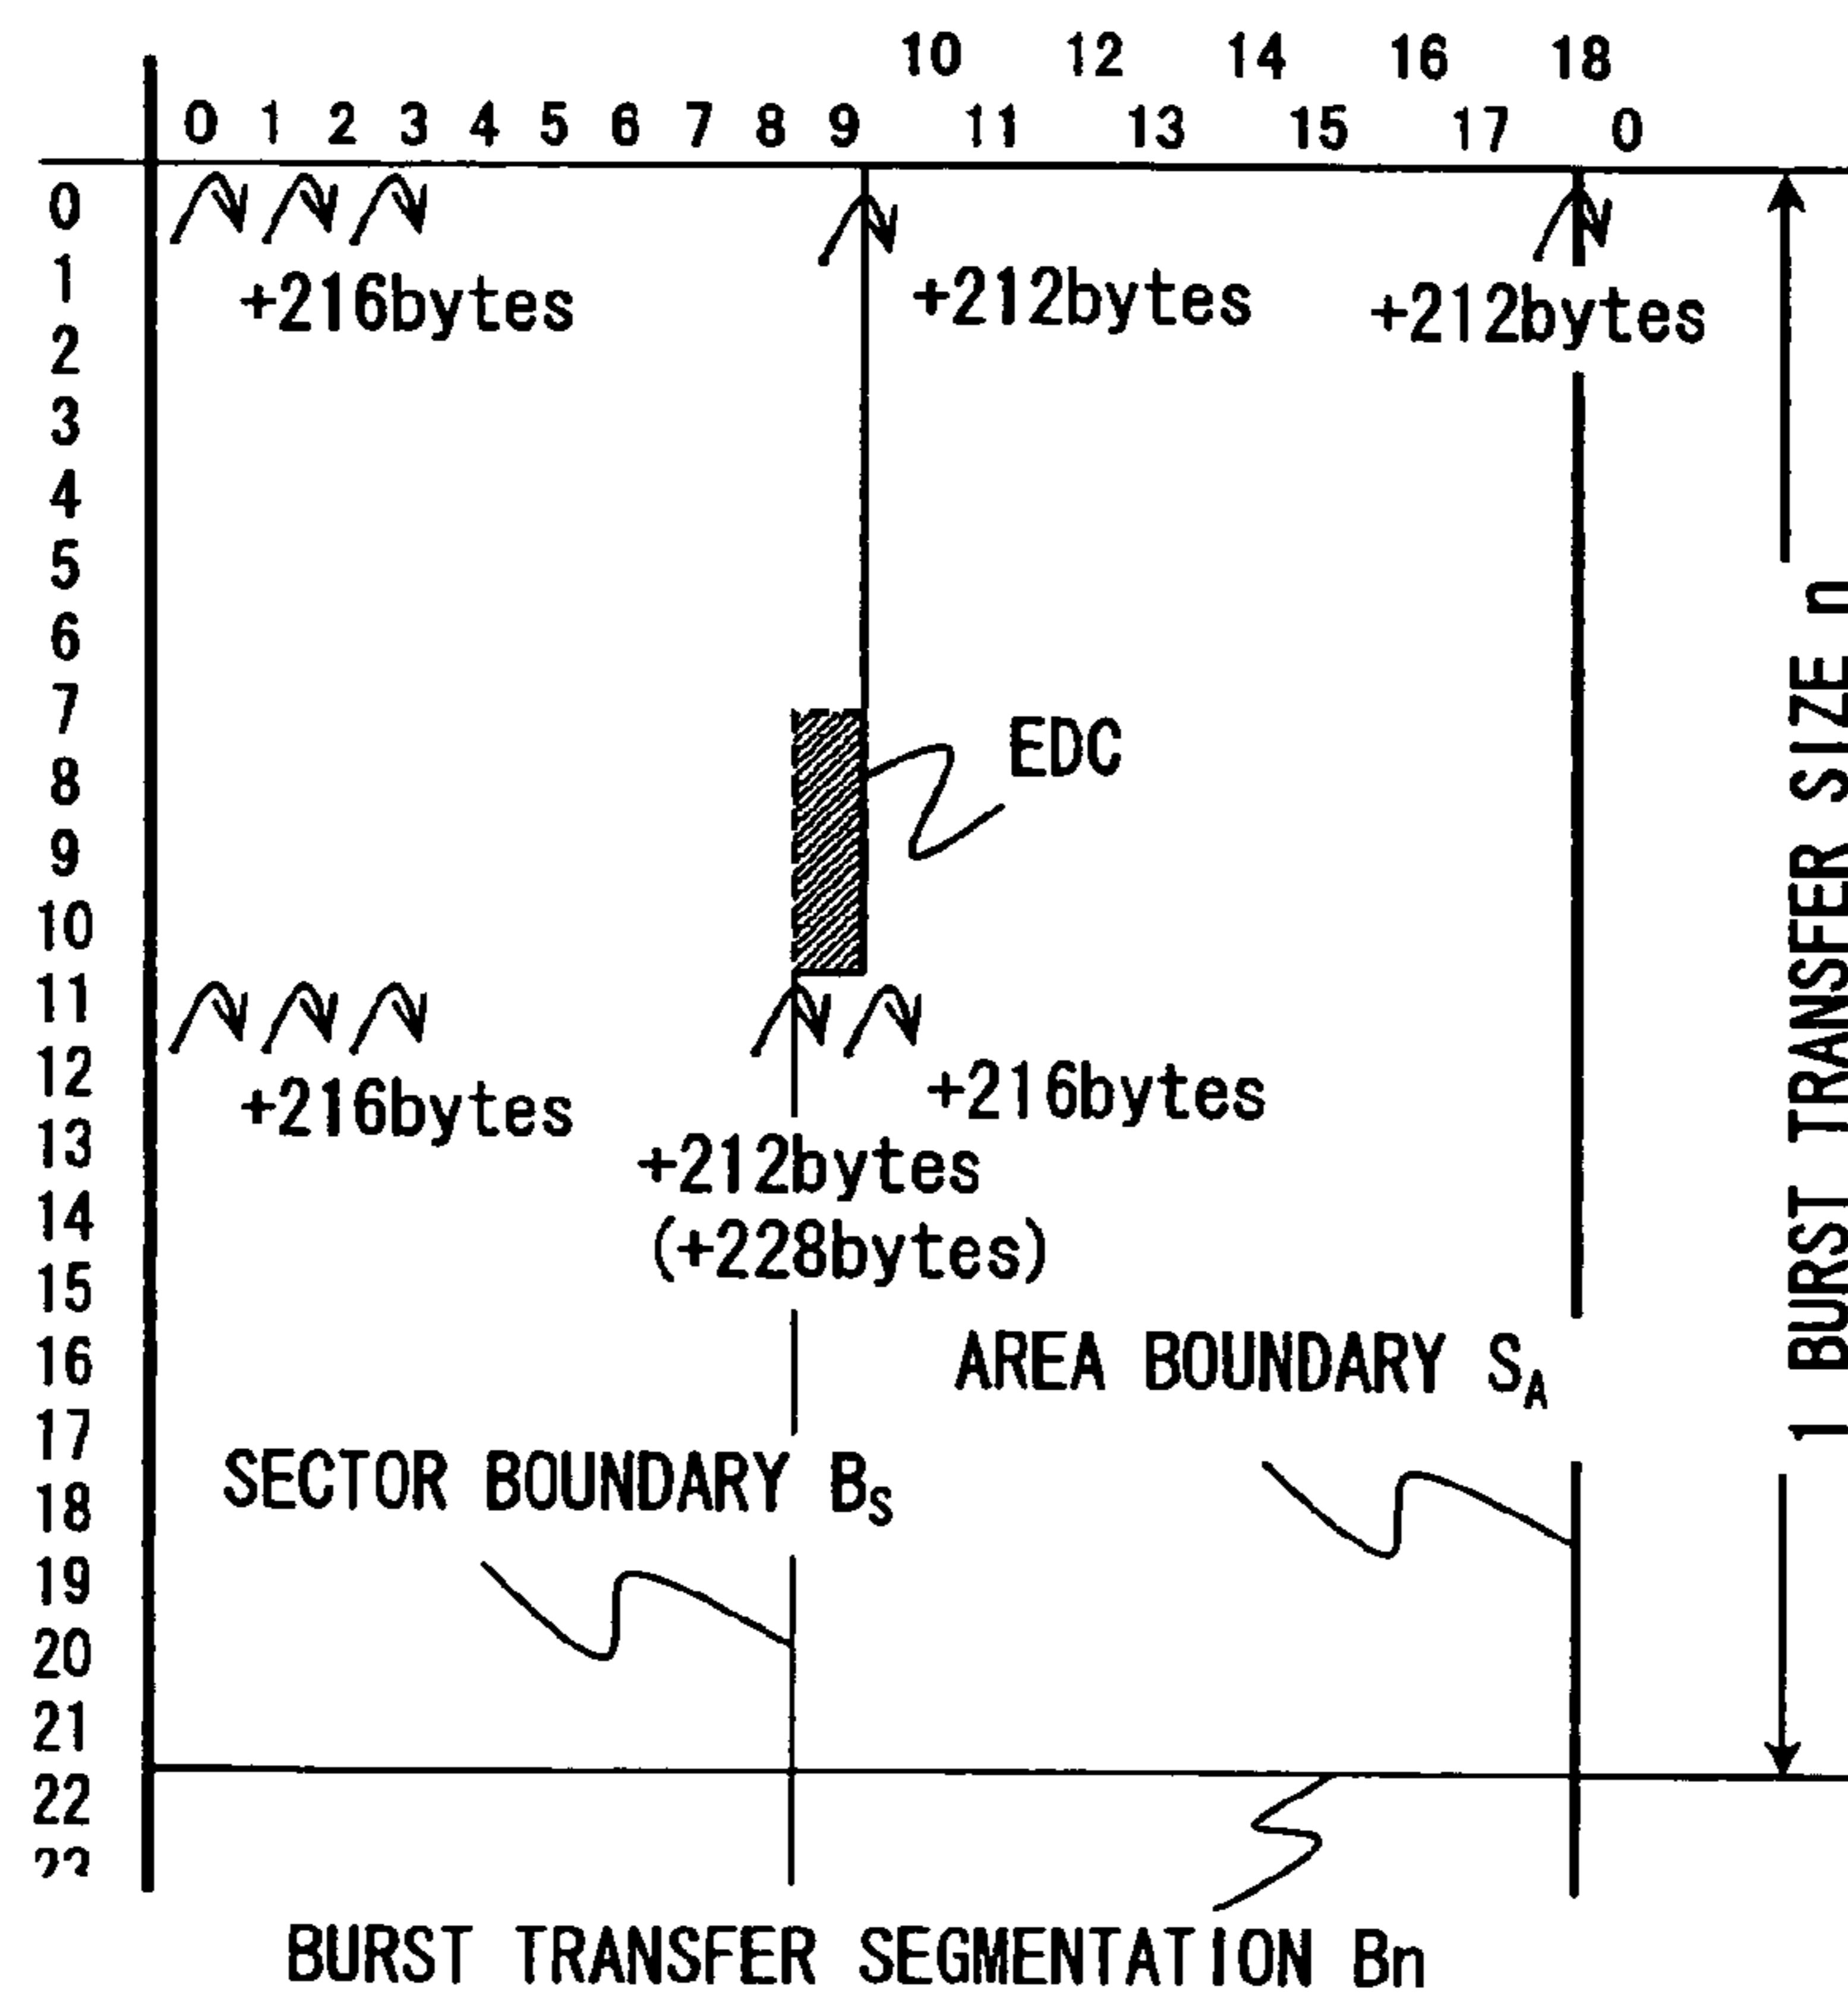 10 12 14 16 18
0 1 2 3 4 5 6 7 8 9 11 13 15 17 0
0
1
+216bytes +212bytes +212bytes
2
3
4
5
6
7
EDC
8
9
10
11
12
+216bytes +216bytes
13
+212bytes
14
(+228bytes)
15
16
AREA BOUNDARY SA
17
SECTOR BOUNDARY BS
18
19
20
21
22
BURST TRANSFER SEGMENTATION Bn
1 BURST TRANSFER SIZE n